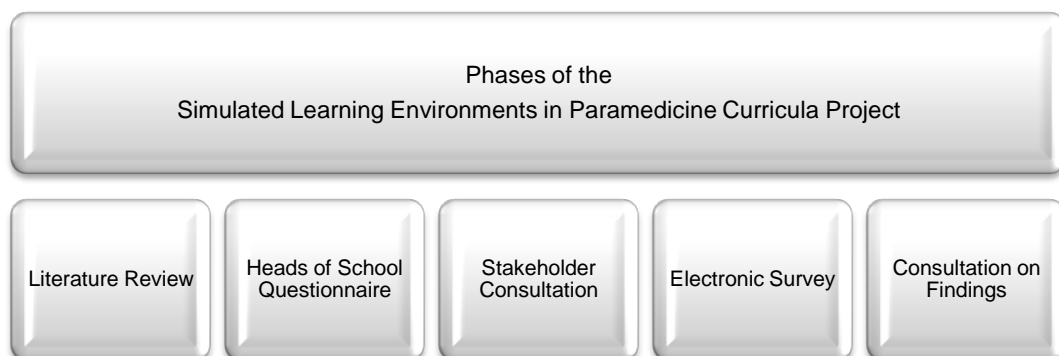 Phases of the
Simulated Learning Environments in Paramedicine Curricula Project
Literature Review
Heads of School
Questionnaire
Stakeholder
Consultation
Electronic Survey
Consultation on
Findings